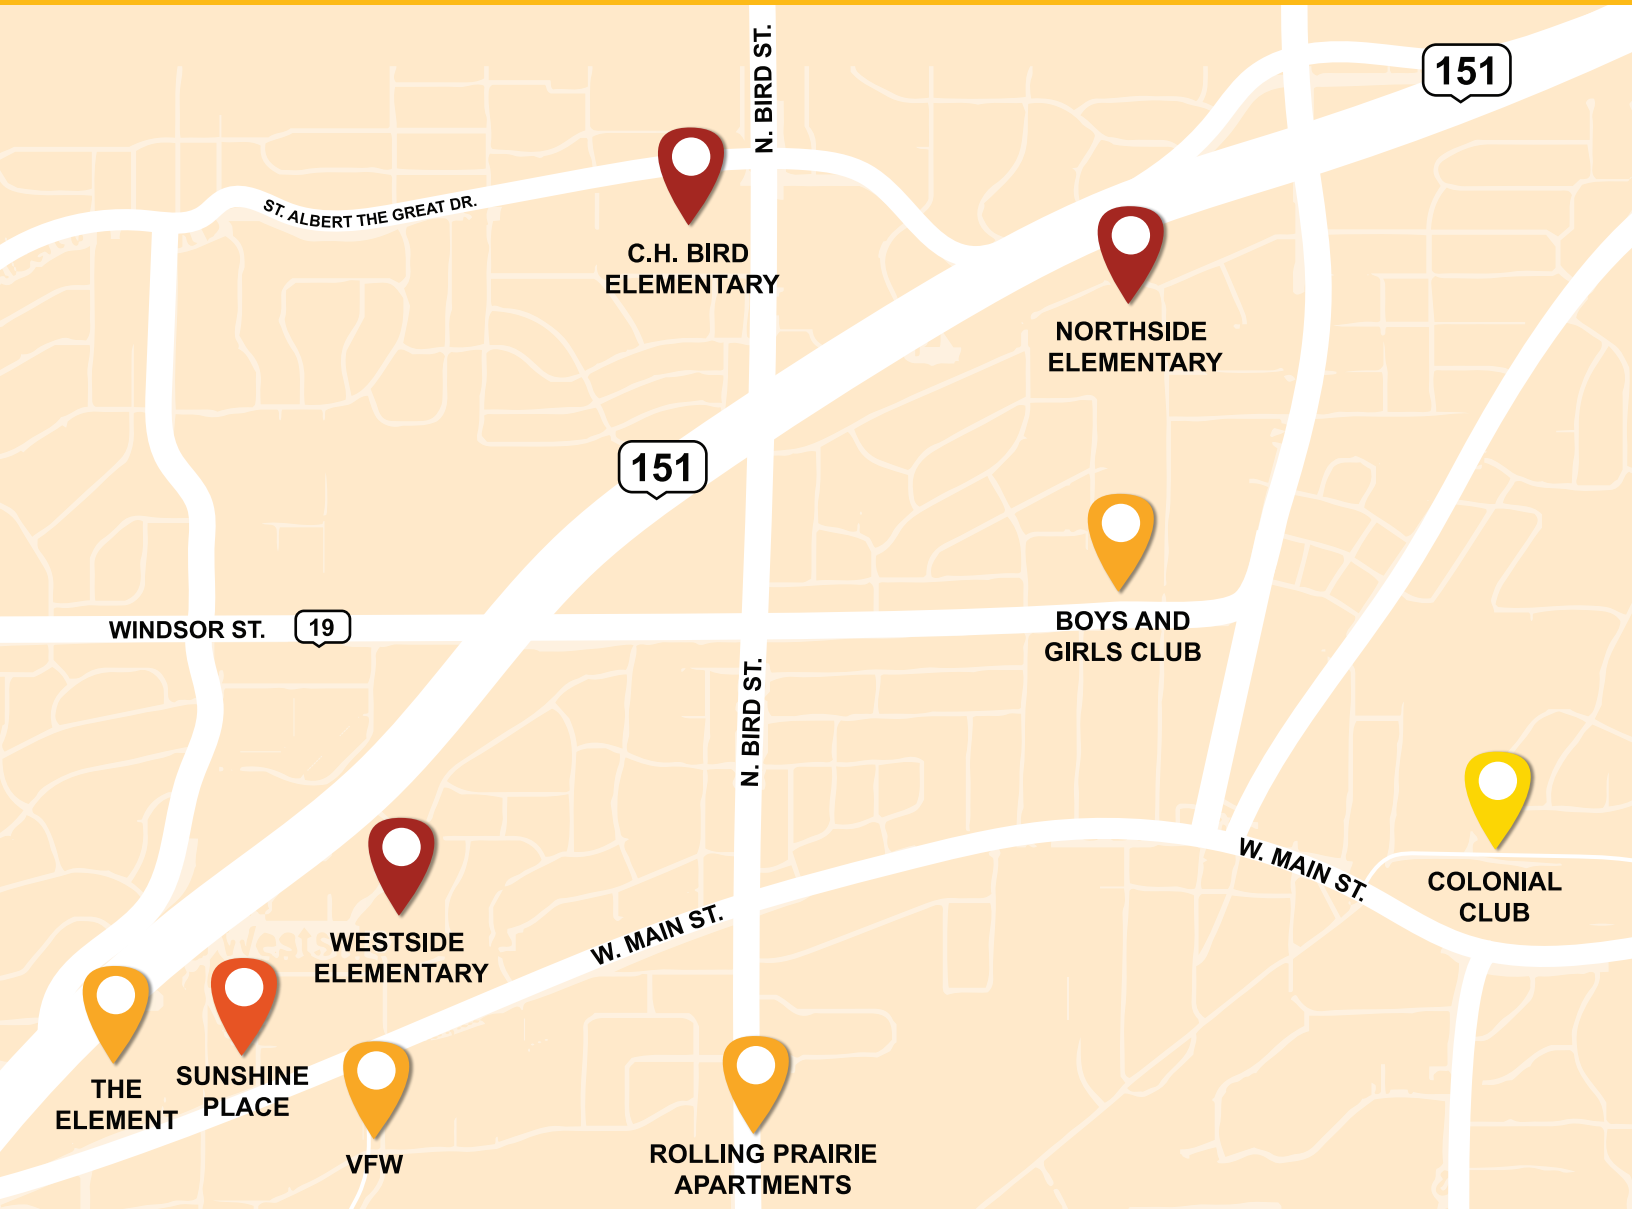 N. BIRD ST.
151
ST. ALBERT THE GREAT DR.
C.H. BIRD
ELEMENTARY
NORTHSIDE
ELEMENTARY
151
BOYS AND
GIRLS CLUB
WINDSOR ST.
19
N. BIRD ST.
W. MAIN ST.
COLONIAL
CLUB
W. MAIN ST.
WESTSIDE
ELEMENTARY
THE
ELEMENT
SUNSHINE
PLACE
VFW
ROLLING PRAIRIE
APARTMENTS